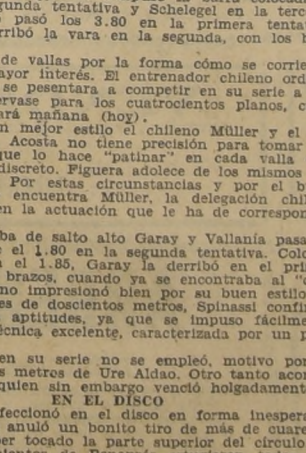 gunda tentativa y Schelegel en la terc
pasó los 3.80 en la primera tenta
rribó la vara en la segunda, con los b
de vallas por la forma cómo se corrie
ayor interés. El entrenador chileno ord
se pesentara a competir en su serie a
ervase para los cuatrocientos planos, c
ará mañana (hoy).
n mejor estilo el chileno Müller y el
Acosta no tiene precisión para tomar
que lo hace "patinar" en cada valla
discreto. Figuera adolece de los mismos
Por estas circunstancias y por el b
encuentra Müller, la delegación chil
en la actuación que le ha de correspon
ba de salto alto Garay y Vallanía pasa
e el 1.80 en la segunda tentativa. Colo
s el 1.85, Garay la derribó en el pri
brazos, cuando ya se encontraba al "o
no impresionó bien por su buen estilo
es de doscientos metros, Spinassi confir
aptitudes, ya que se impuso fácilm
técnica excelente, caracterizada por un p
en su serie no se empleó, motivo por
s metros de Ure Aldao. Otro tanto acon
quien sin embargo venció holgadament
EN EL DISCO
feccionó en el disco en forma inespera
anuló un bonito tiro de más de cuare
er tocado la parte superior del círculo